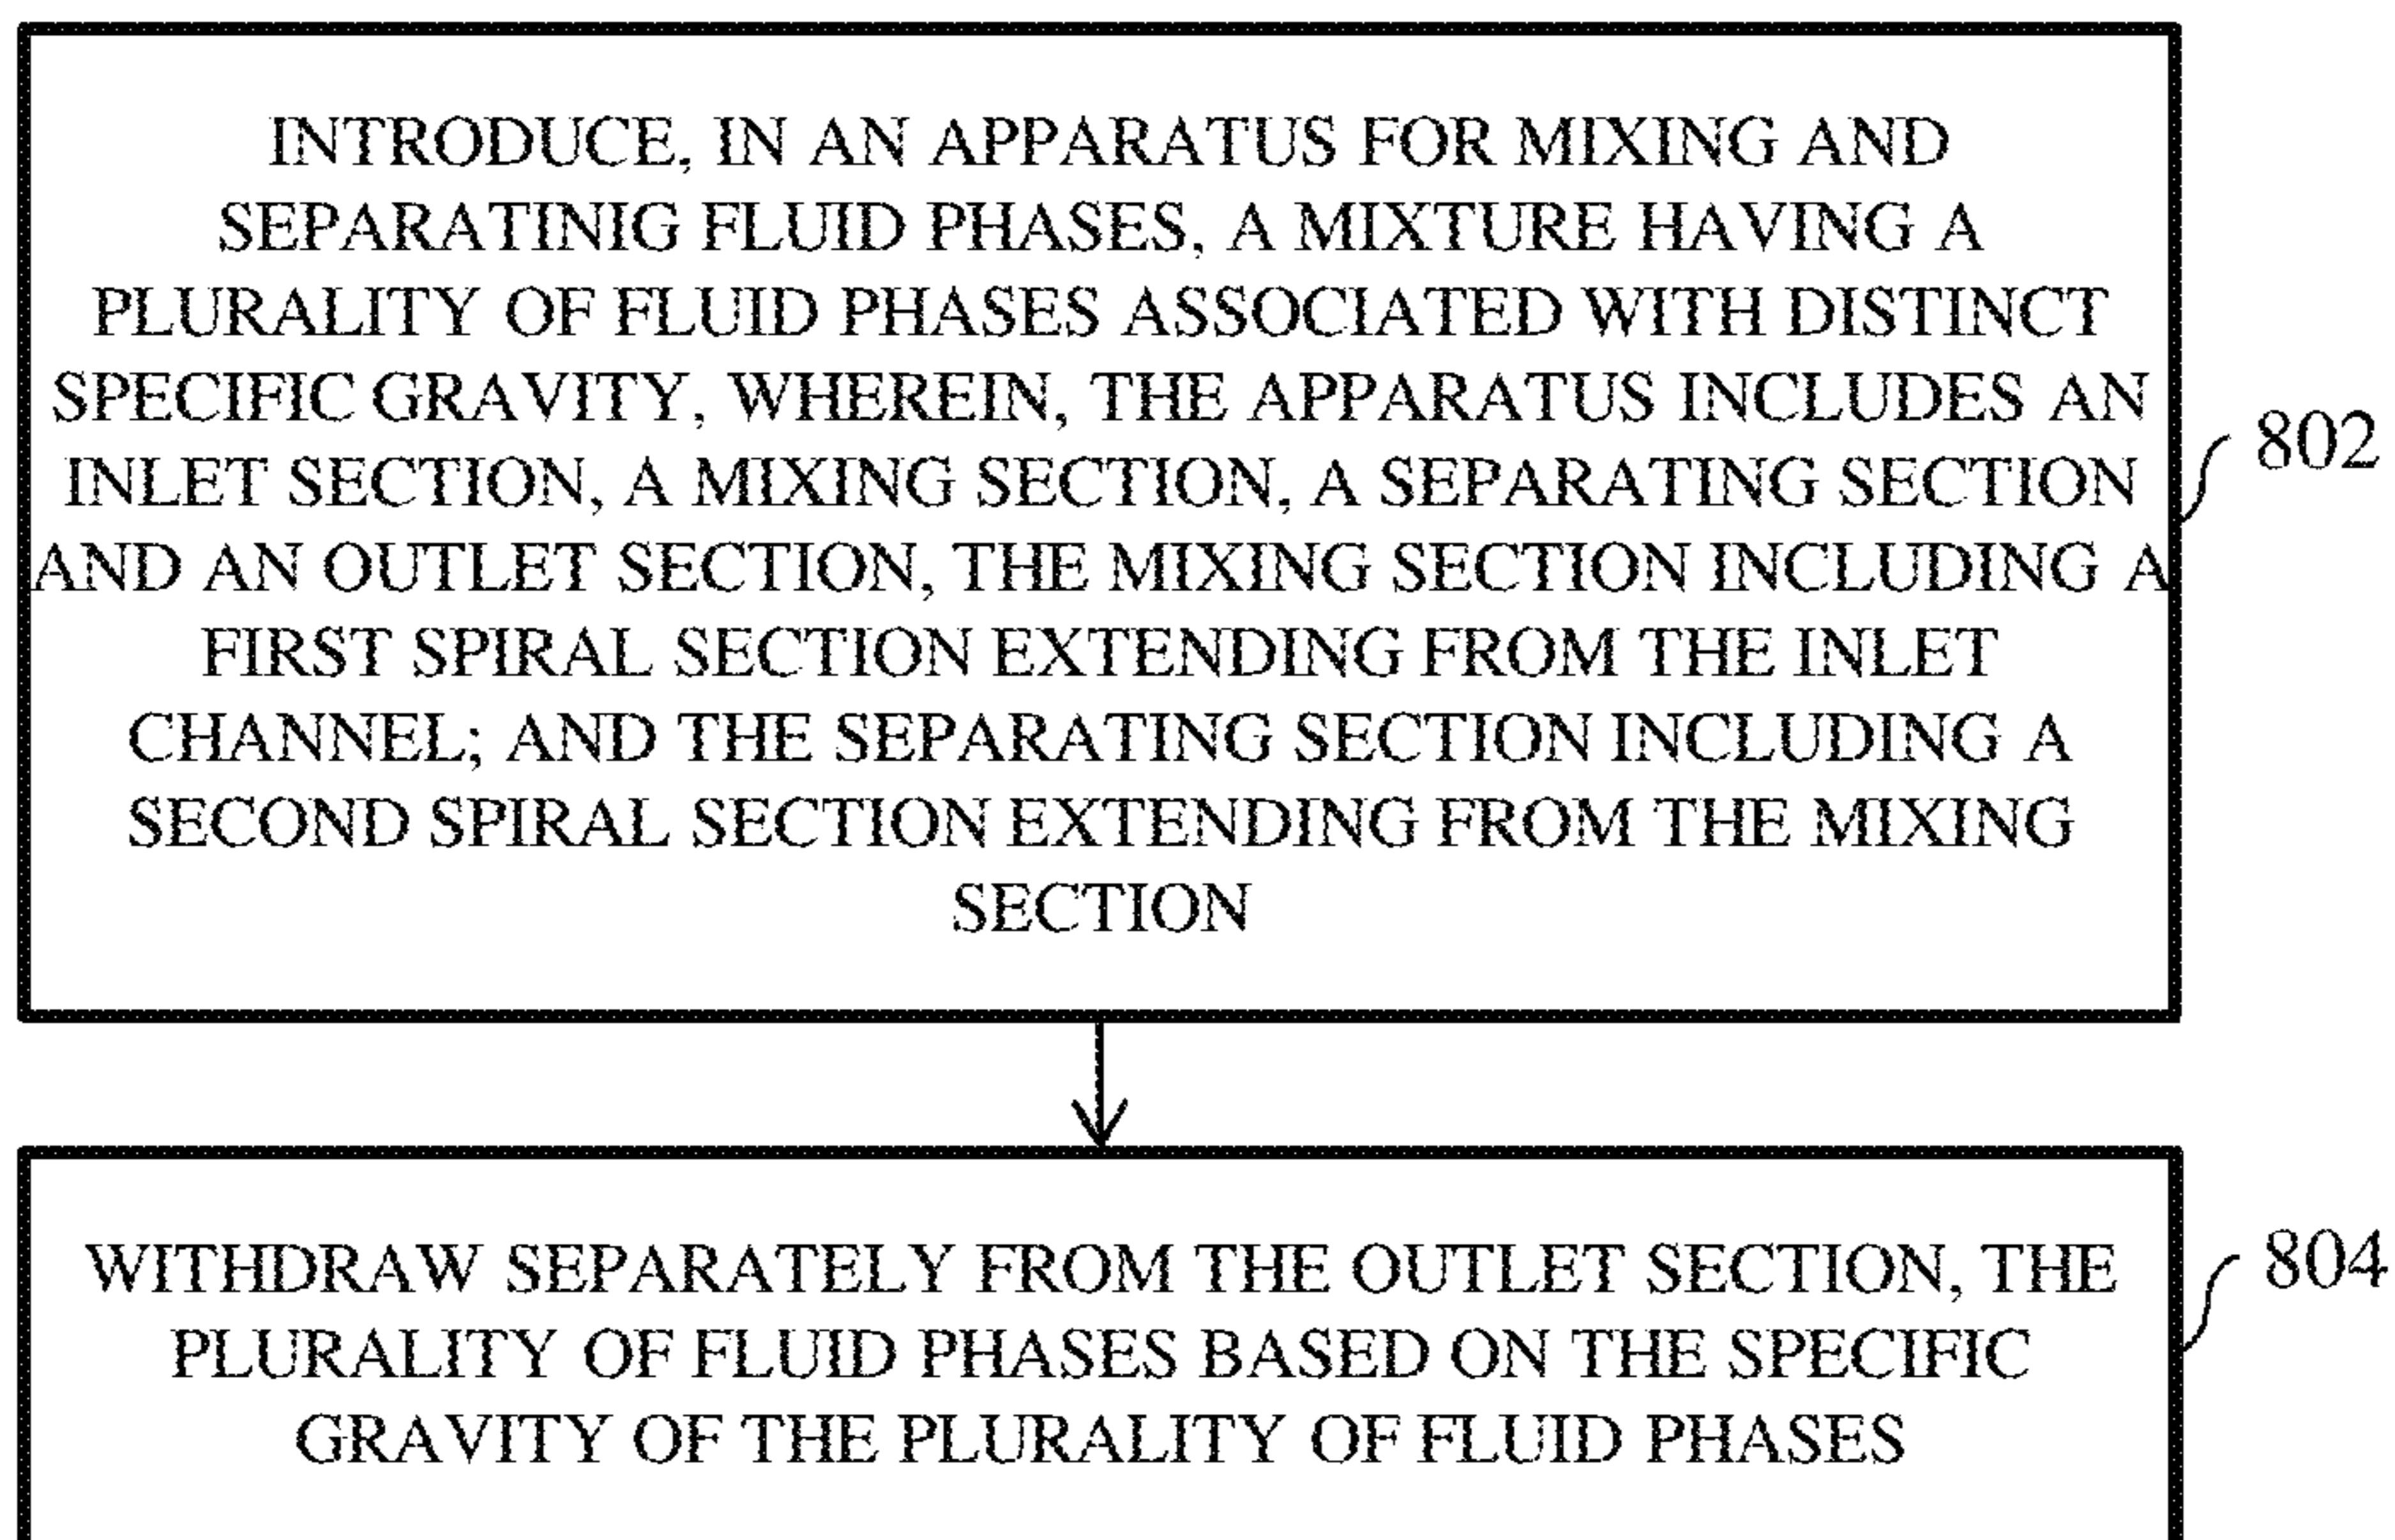 INTRODUCE, IN AN APPARATUS FOR MIXING AND
SEPARATINIG FLUID PHASES, A MIXTURE HAVING A
PLURALITY OF FLUID PHASES ASSOCIATED WITH DISTINCT
SPECIFIC GRAVITY, WHEREIN, THE APPARATUS INCLUDES AN
INLET SECTION, A MIXING SECTION, A SEPARATING SECTION
AND AN OUTLET SECTION, THE MIXING SECTION INCLUDING A
FIRST SPIRAL SECTION EXTENDING FROM THE INLET
CHANNEL; AND THE SEPARATING SECTION INCLUDING A
SECOND SPIRAL SECTION EXTENDING FROM THE MIXING
SECTION
802
WITHDRAW SEPARATELY FROM THE OUTLET SECTION, THE
PLURALITY OF FLUID PHASES BASED ON THE SPECIFIC
GRAVITY OF THE PLURALITY OF FLUID PHASES
804